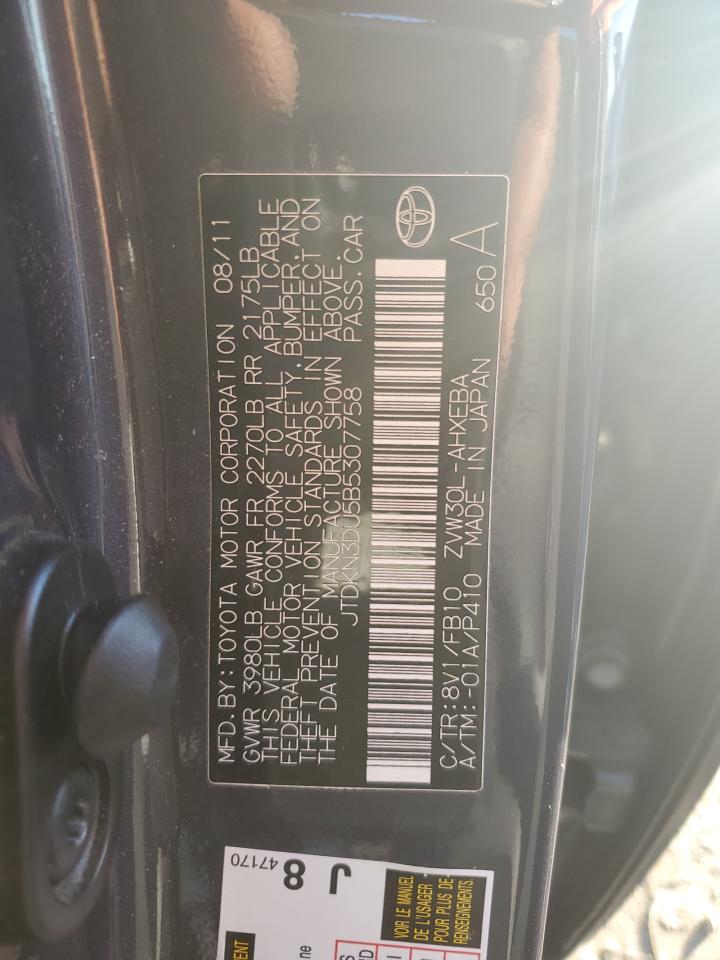 MFD. BY: TOYOTA MOTOR CORPORATION 08/11
GVWR 3980LB GAWR FR 2270LB RR 2175LB
THIS VEHICLE CONFORMS TO ALL APPLICABLE
FEDERAL MOTOR VEHICLE SAFETY, BUMPER, AND
THEFT PREVENTION STANDARDS IN EFFECT ON
THE DATE OF MANUFACTURE SHOWN ABOVE.
JTDKN3DU5B5307758 PASS. CAR
C/TR: 8V1/FB10 ZVW30L-AHXEBA 650
A/TM: -01A/P410 MADE IN JAPAN A
J
8
47170
VOIR LE MANUEL
DE L'USAGER
POUR PLUS DE
RENSEIGNEMENTS.